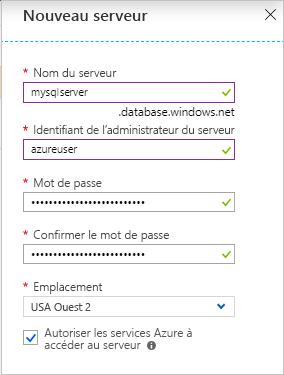 Nouveau serveur
* Nom du serveur
mysqlserver
.database.windows.net
* Identifiant de l'administrateur du serveur
azureuser
* Mot de passe
•••••••••••••••••••••••••
* Confirmer le mot de passe
•••••••••••••••••••••••••
* Emplacement
USA Ouest 2
Autoriser les services Azure à
accéder au serveur